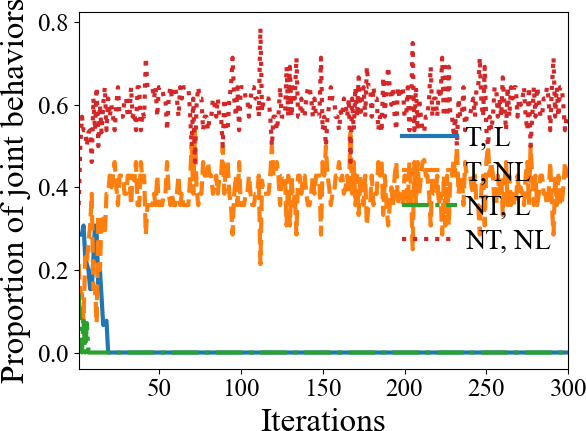 Proportion of joint behaviors
0.8
0.6
0.4
0.2
0.0
T, L
T, NL
NT, L
NT, NL
50
100
150
200
250
300
Iterations